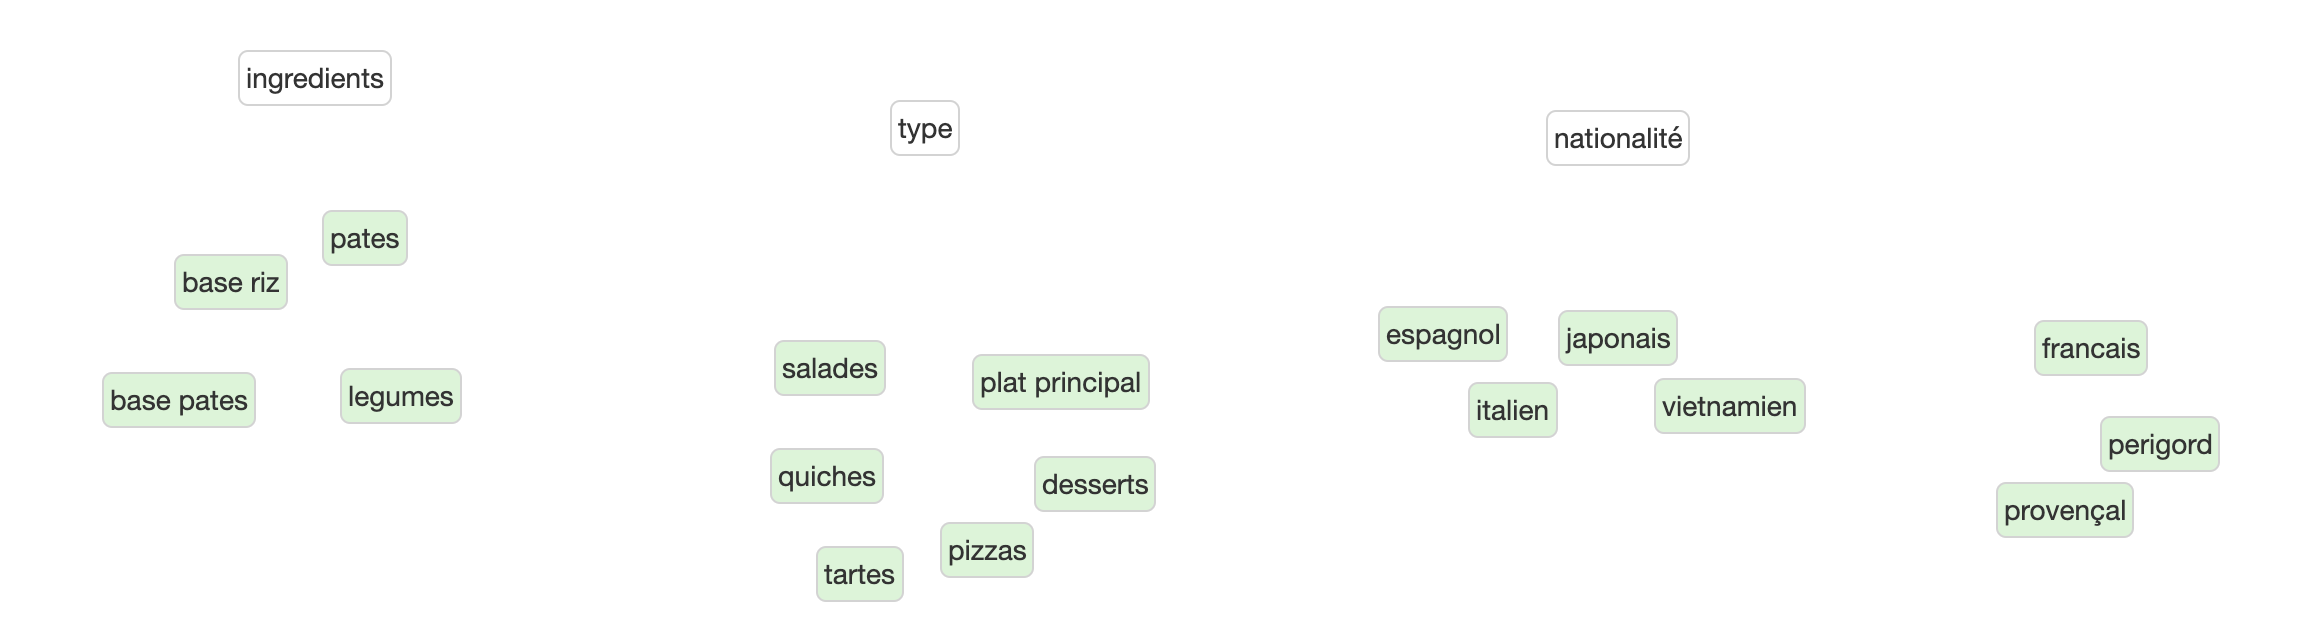 ingredients
type
nationalité
pates
base riz
base pates
legumes
salades
plat principal
quiches
desserts
pizzas
tartes
espagnol
japonais
italien
vietnamien
francais
perigord
provençal